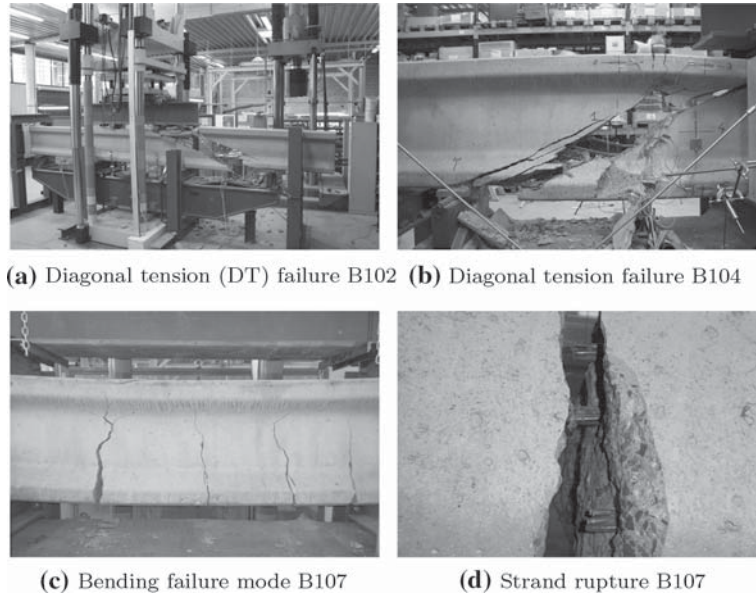 (a) Diagonal tension (DT) failure B102
(b) Diagonal tension failure B104
(c) Bending failure mode B107
(d) Strand rupture B107